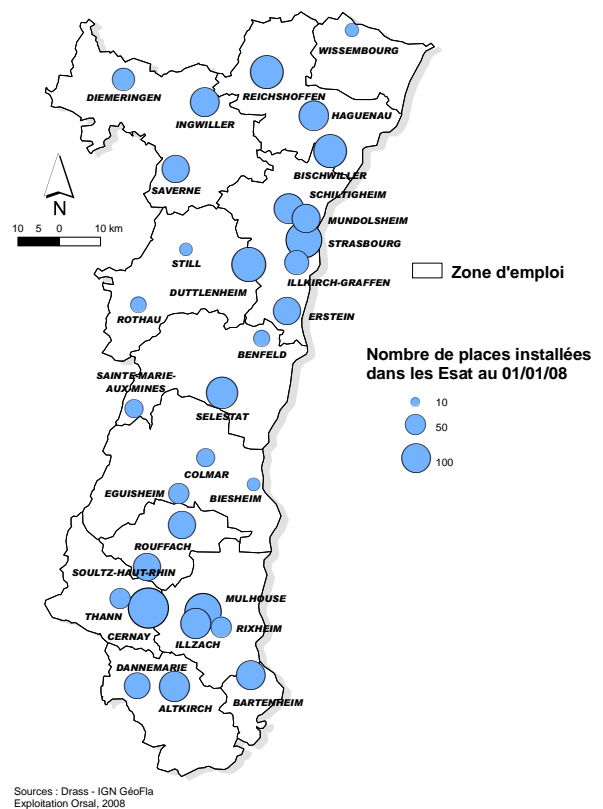 WISSEMBOURG
DIEMERINGEN
REICHSHOFFEN
INGWILLER
HAGUENAU
BISCHWILLER
SAVERNE
SCHILTIGHEIM
MUNDOLSHEIM
N
10 5 0 10 km
STRASBOURG
STILL
Zone d'emploi
ILLKIRCH-GRAFFEN
DUTTLENHEIM
ROTHAU
ERSTEIN
BENFELD
Nombre de places installées
dans les Esat au 01/01/08
SAINTE-MARIE-
AUX-MINES
10
SELESTAT
50
100
COLMAR
EGUISHEIM
BIESHEIM
ROUFFACH
SOULTZ-HAUT-RHIN
MULHOUSE
THANN
RIXHEIM
CERNAY
ILLZACH
DANNEMARIE
BARTENHEIM
ALTKIRCH
Sources : Drass - IGN GéoFla
Exploitation Orsal, 2008